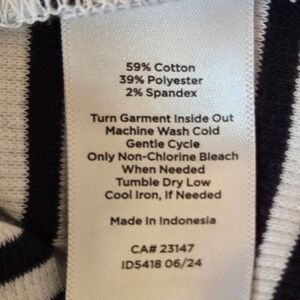 59% Cotton
39% Polyester
2% Spandex
Turn Garment Inside Out
Machine Wash Cold
Gentle Cycle
Only Non-Chlorine Bleach
When Needed
Tumble Dry Low
Cool Iron, If Needed
Made In Indonesia
CA# 23147
ID5418 06/24